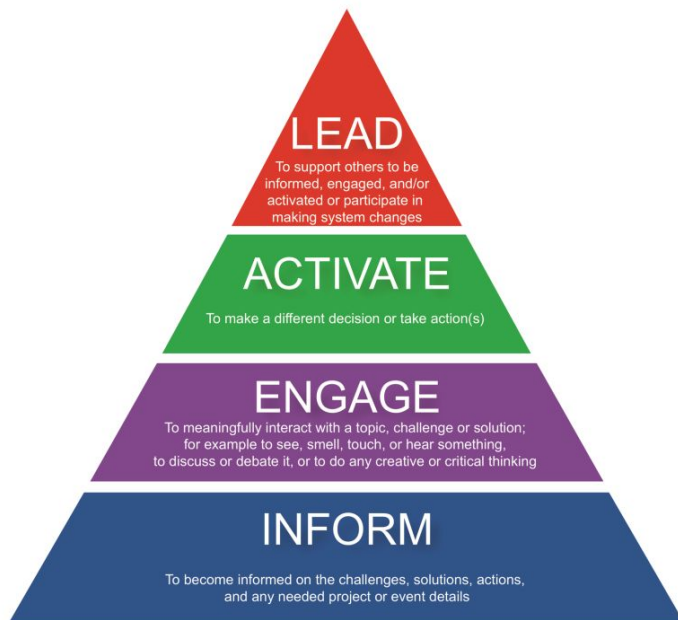 LEAD
To support others to be
informed, engaged, and/or
activated or participate in
making system changes
ACTIVATE
To make a different decision or take action(s)
ENGAGE
To meaningfully interact with a topic, challenge or solution;
for example to see, smell, touch, or hear something,
to discuss or debate it, or to do any creative or critical thinking
INFORM
To become informed on the challenges, solutions, actions,
and any needed project or event details